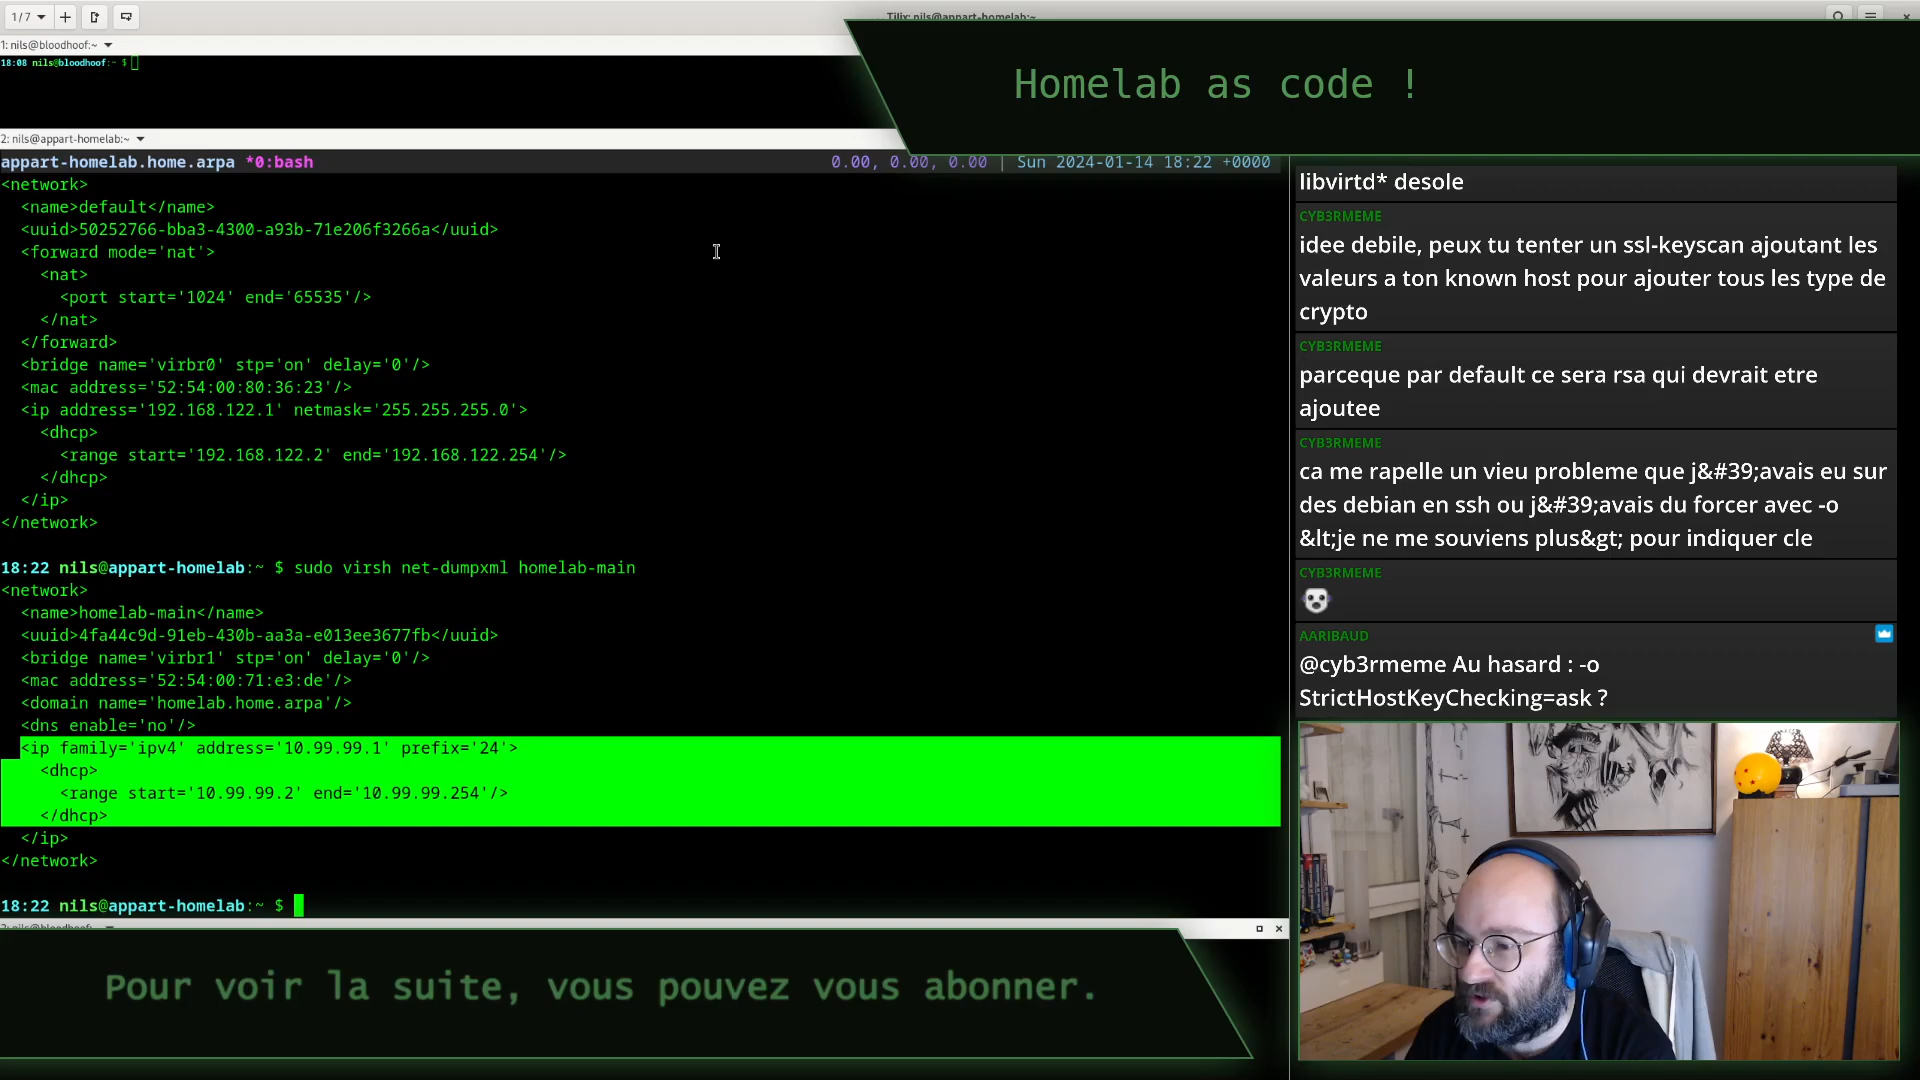 1/7
Tilix: nils@appart-homelab:~
1: nils@bloodhoof:~
18:08 nils@bloodhoof:~ $
Homelab as code !
2: nils@appart-homelab:~
appart-homelab.home.arpa *0:bash 0.00, 0.00, 0.00 | Sun 2024-01-14 18:22 +0000
<network>
<name>default</name>
<uuid>50252766-bba3-4300-a93b-71e206f3266a</uuid>
<forward mode='nat'>
<nat>
<port start='1024' end='65535'/>
</nat>
</forward>
<bridge name='virbr0' stp='on' delay='0'/>
<mac address='52:54:00:80:36:23'/>
<ip address='192.168.122.1' netmask='255.255.255.0'>
<dhcp>
<range start='192.168.122.2' end='192.168.122.254'/>
</dhcp>
</ip>
</network>
18:22 nils@appart-homelab:~ $ sudo virsh net-dumpxml homelab-main
<network>
<name>homelab-main</name>
<uuid>4fa44c9d-91eb-430b-aa3a-e013ee3677fb</uuid>
<bridge name='virbr1' stp='on' delay='0'/>
<mac address='52:54:00:71:e3:de'/>
<domain name='homelab.home.arpa'/>
<dns enable='no'/>
<ip family='ipv4' address='10.99.99.1' prefix='24'>
<dhcp>
<range start='10.99.99.2' end='10.99.99.254'/>
</dhcp>
</ip>
</network>
18:22 nils@appart-homelab:~ $
Pour voir la suite, vous pouvez vous abonner.
libvirtd* desole
CYB3RMEME
idee debile, peux tu tenter un ssl-keyscan ajoutant les
valeurs a ton known host pour ajouter tous les type de
crypto
CYB3RMEME
parceque par default ce sera rsa qui devrait etre
ajoutee
CYB3RMEME
ca me rapelle un vieu probleme que j&#39;avais eu sur
des debian en ssh ou j&#39;avais du forcer avec -o
&lt;je ne me souviens plus&gt; pour indiquer cle
CYB3RMEME
AARIBAUD
@cyb3rmeme Au hasard : -o
StrictHostKeyChecking=ask ?